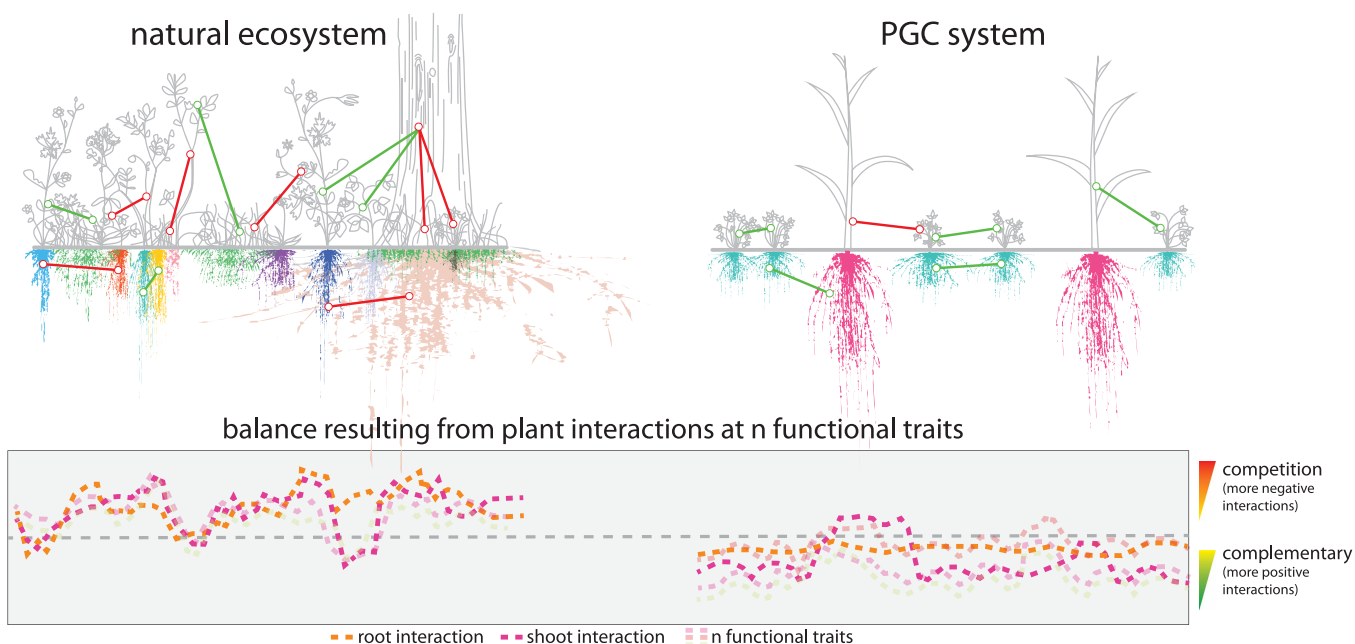 natural ecosystem
PGC system
balance resulting from plant interactions at n functional traits
competition
(more negative
interactions)
complementary
(more positive
interactions)
root interaction shoot interaction n functional traits